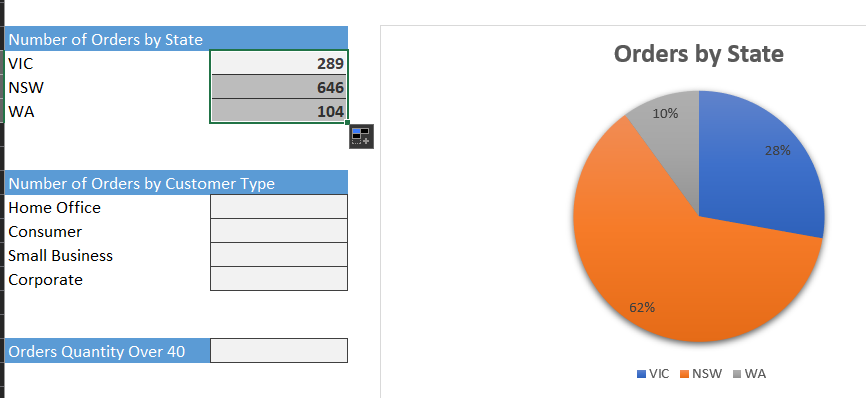 Number of Orders by State
VIC 289
NSW 646
WA 104
Number of Orders by Customer Type
Home Office
Consumer
Small Business
Corporate
Orders Quantity Over 40
Orders by State
10%
28%
62%
VIC NSW WA